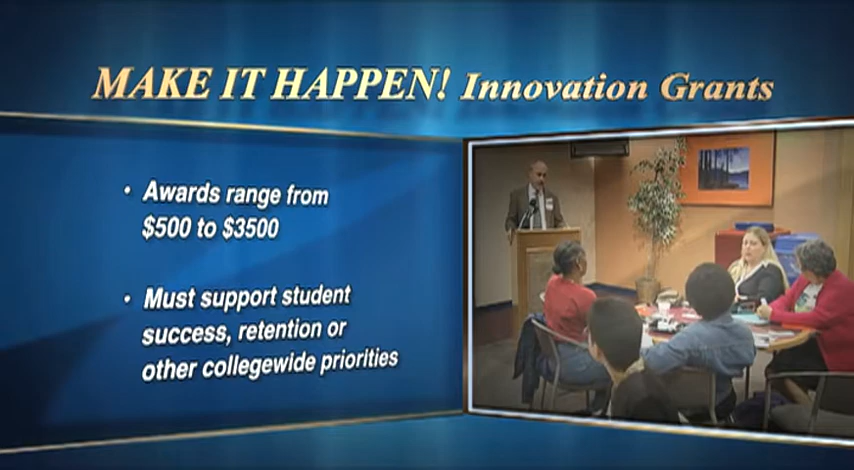 MAKE IT HAPPEN! Innovation Grants
• Awards range from
$500 to $3500
• Must support student
success, retention or
other collegewide priorities